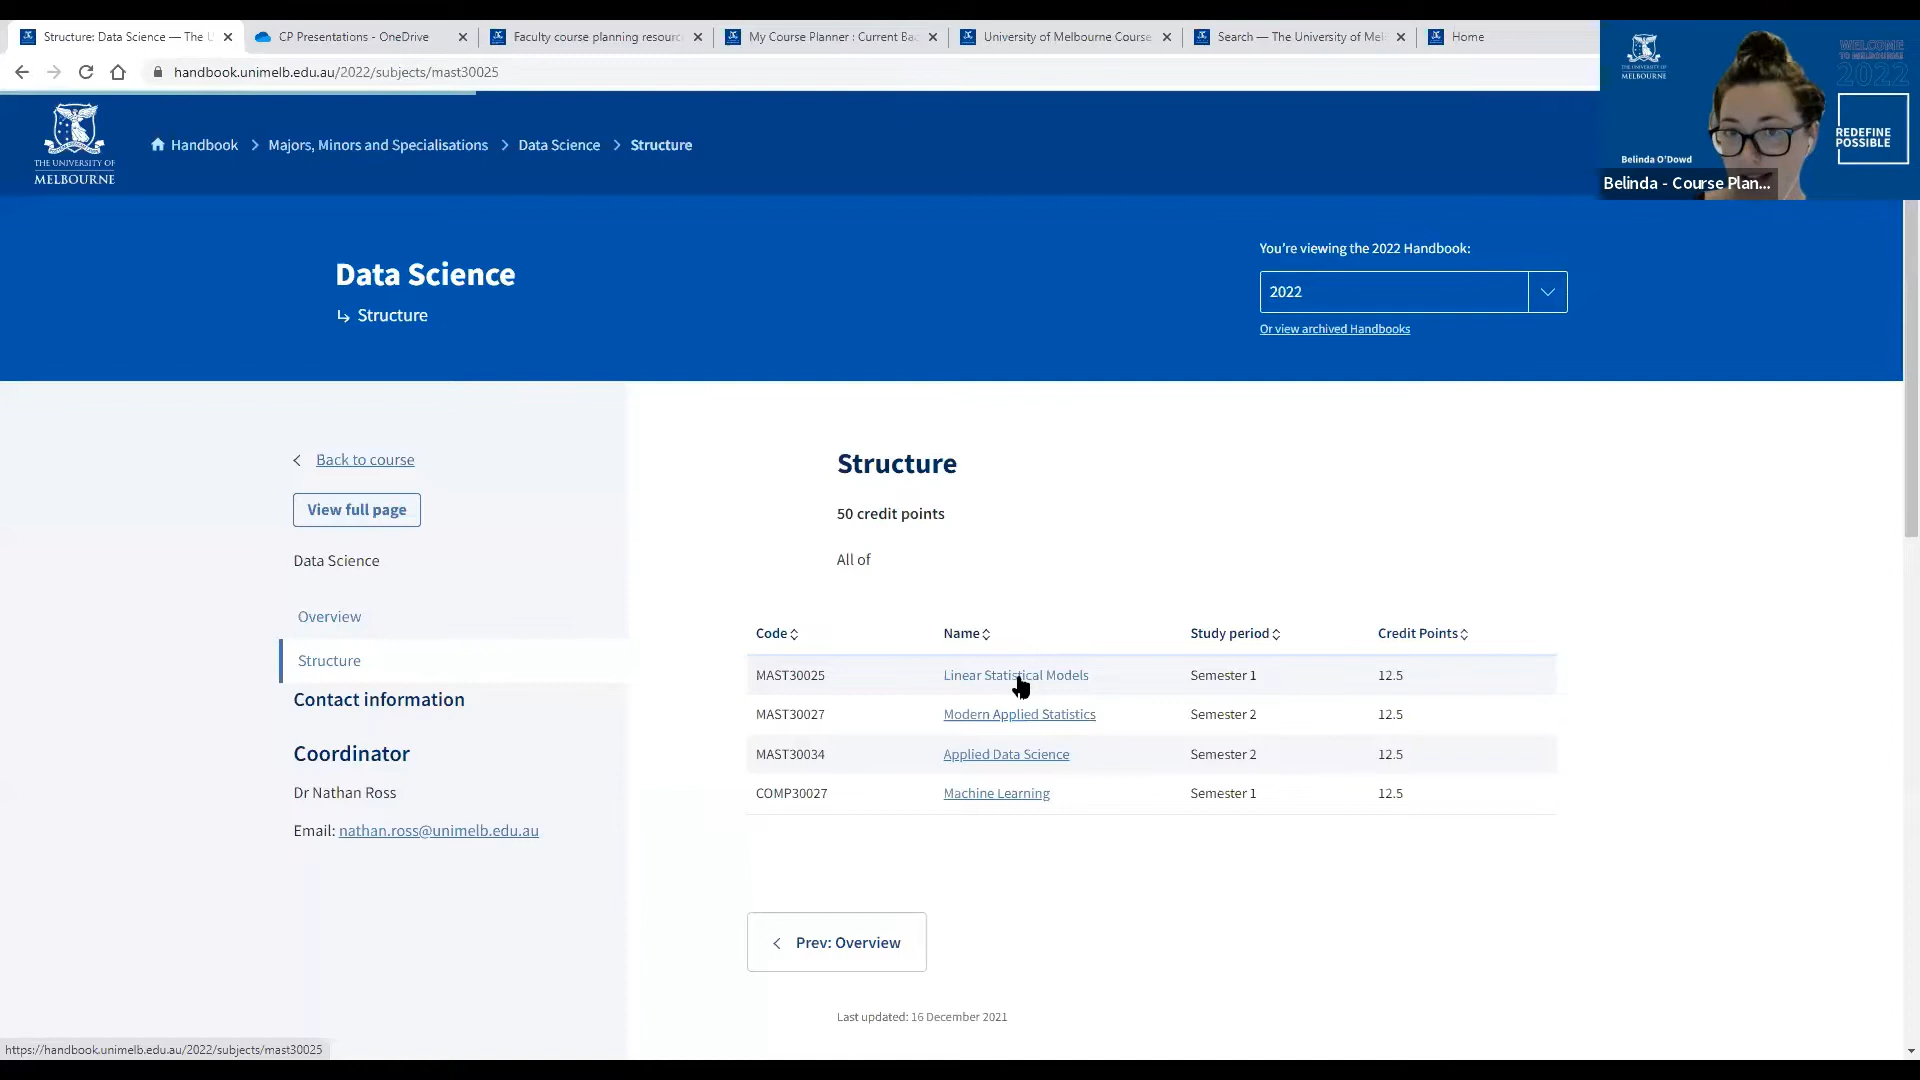 Structure: Data Science — The U
CP Presentations - OneDrive
Faculty course planning resourc
My Course Planner : Current Ba
University of Melbourne Course
Search — The University of Mel
Home
handbook.unimelb.edu.au/2022/subjects/mast30025
THE UNIVERSITY OF
MELBOURNE
Handbook
Majors, Minors and Specialisations
Data Science
Structure
MELBOURNE
WELCOME
TO MELBOURNE
2022
REDEFINE
POSSIBLE
Belinda O'Dowd
Belinda - Course Plan...
Data Science
Structure
You're viewing the 2022 Handbook:
2022
Or view archived Handbooks
Back to course
View full page
Data Science
Overview
Structure
Contact information
Coordinator
Dr Nathan Ross
Email: nathan.ross@unimelb.edu.au
Structure
50 credit points
All of
Code Name Study period Credit Points
MAST30025 Linear Statistical Models Semester 1 12.5
MAST30027 Modern Applied Statistics Semester 2 12.5
MAST30034 Applied Data Science Semester 2 12.5
COMP30027 Machine Learning Semester 1 12.5
Prev: Overview
Last updated: 16 December 2021
https://handbook.unimelb.edu.au/2022/subjects/mast30025